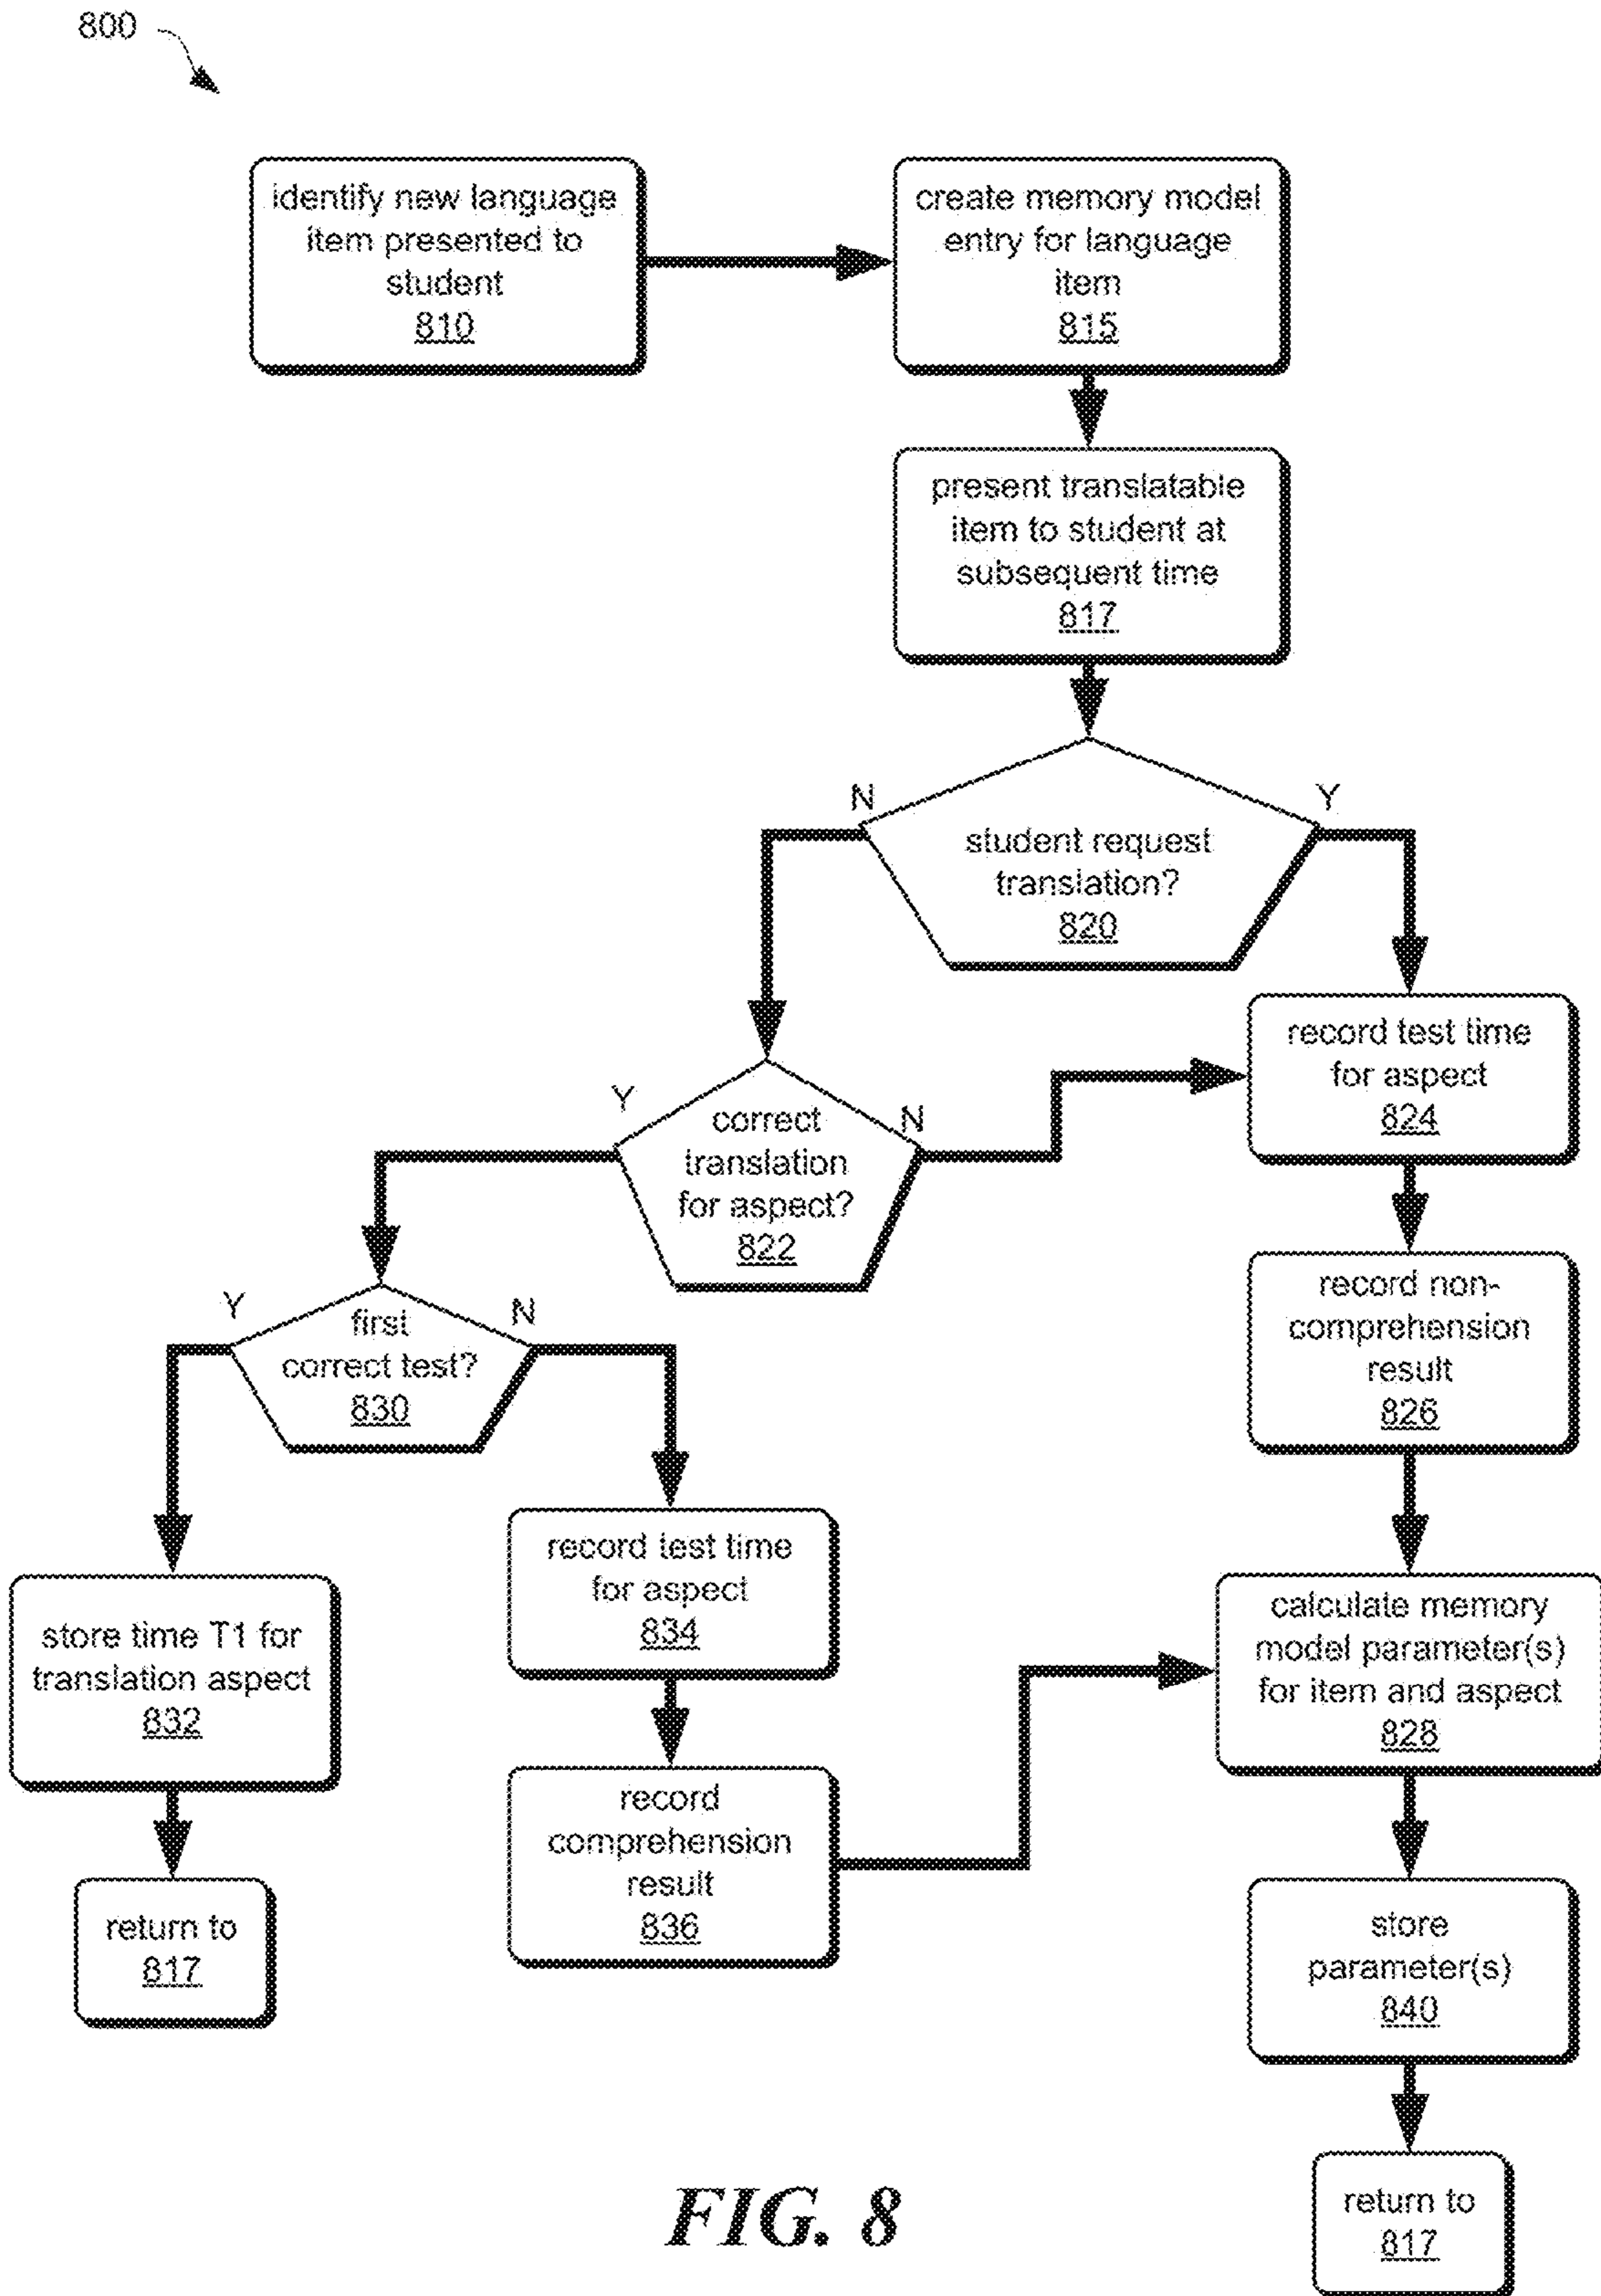 800
identify new language
item presented to
student
810
create memory model
entry for language
item
815
present translatable
item to student at
subsequent time
817
N
Y
student request
translation?
820
record test time
for aspect
824
Y
N
correct
translation
for aspect?
822
record non-
comprehension
result
826
Y
N
first
correct test?
830
record test time
for aspect
834
store time T1 for
translation aspect
832
calculate memory
model parameter(s)
for item and aspect
828
record
comprehension
result
836
return to
817
store
parameter(s)
840
return to
817
FIG. 8